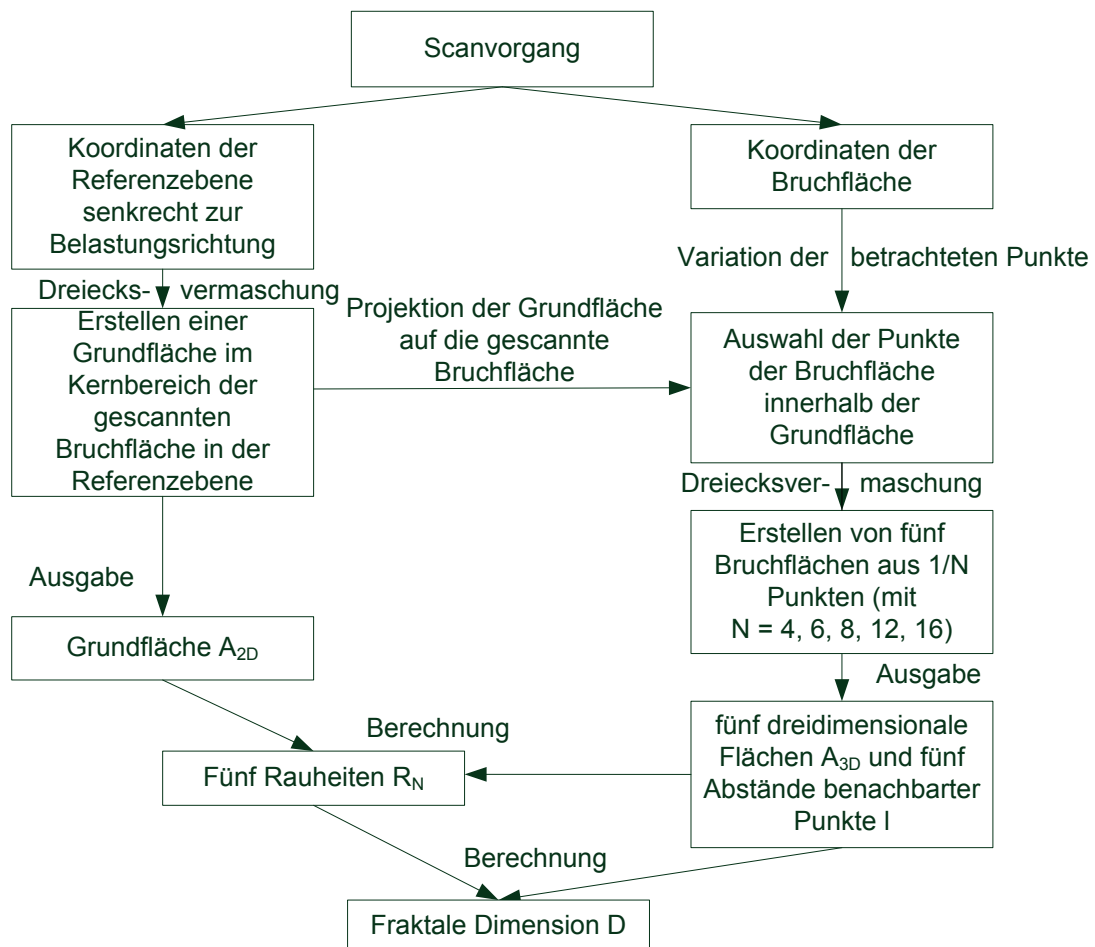 Scanvorgang
Koordinaten der
Referenzebene
senkrecht zur
Belastungsrichtung
Koordinaten der
Bruchfläche
Variation der betrachteten Punkte
Dreiecks- vermaschung
Erstellen einer
Grundfläche im
Kernbereich der
gescannten
Bruchfläche in der
Referenzebene
Projektion der Grundfläche
auf die gescannte
Bruchfläche
Auswahl der Punkte
der Bruchfläche
innerhalb der
Grundfläche
Dreiecksver- maschung
Erstellen von fünf
Bruchflächen aus 1/N
Punkten (mit
N = 4, 6, 8, 12, 16)
Ausgabe
Grundfläche A2D
Ausgabe
fünf dreidimensionale
Flächen A3D und fünf
Abstände benachbarter
Punkte l
Berechnung
Fünf Rauheiten RN
Berechnung
Fraktale Dimension D